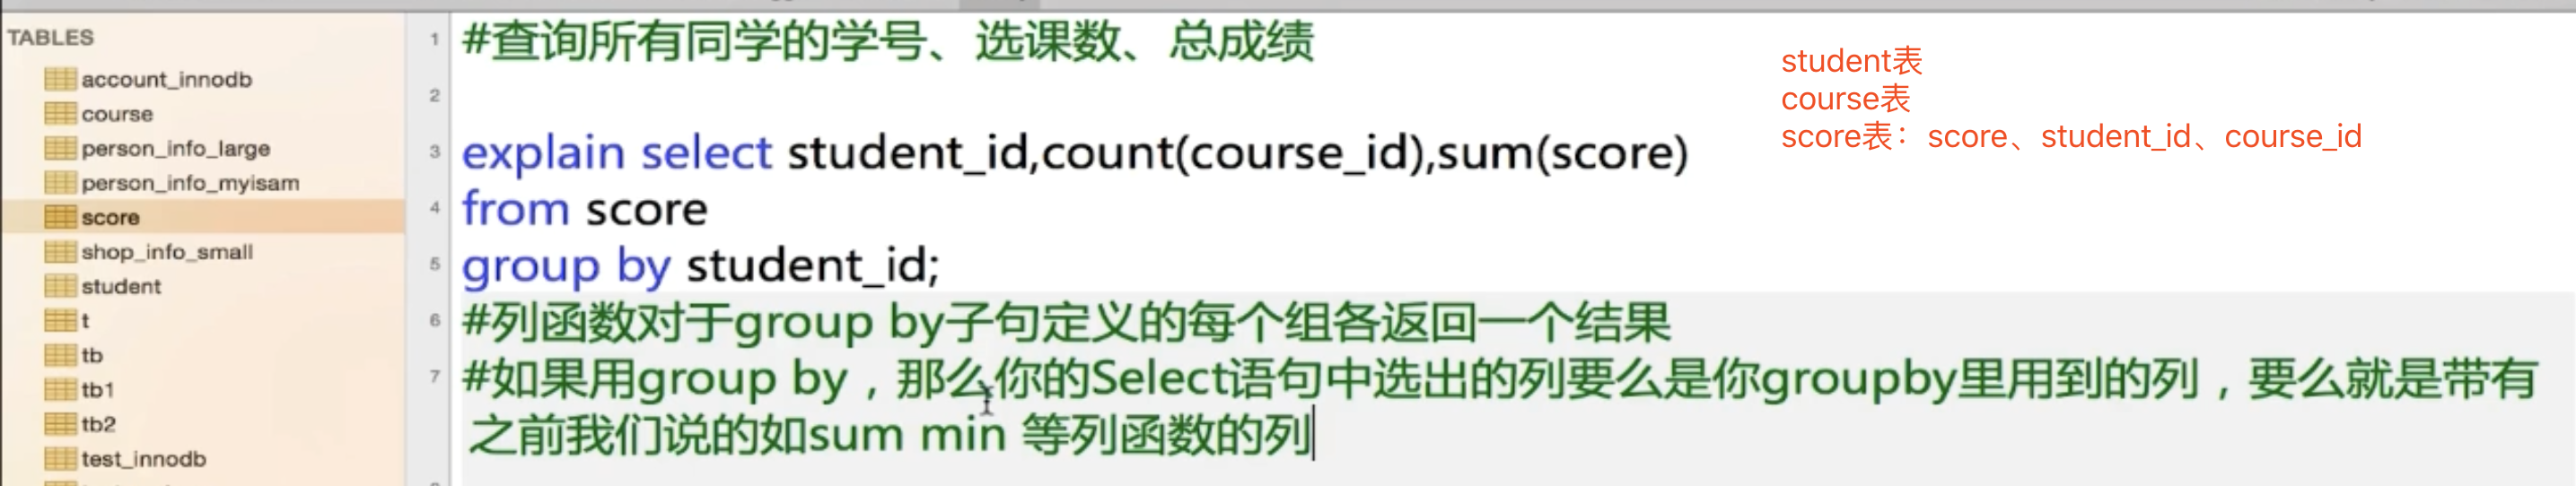 TABLES
account_innodb
course
person_info_large
person_info_myisam
score
shop_info_small
student
t
tb
tb1
tb2
test_innodb
1 #查询所有同学的学号、选课数、总成绩
2
3 explain select student_id,count(course_id),sum(score)
4 from score
5 group by student_id;
6 #列函数对于group by子句定义的每个组各返回一个结果
7 #如果用group by，那么你的Select语句中选出的列要么是你groupby里用到的列，要么就是带有
之前我们说的如sum min 等列函数的列
student表
course表
score表：score、student_id、course_id